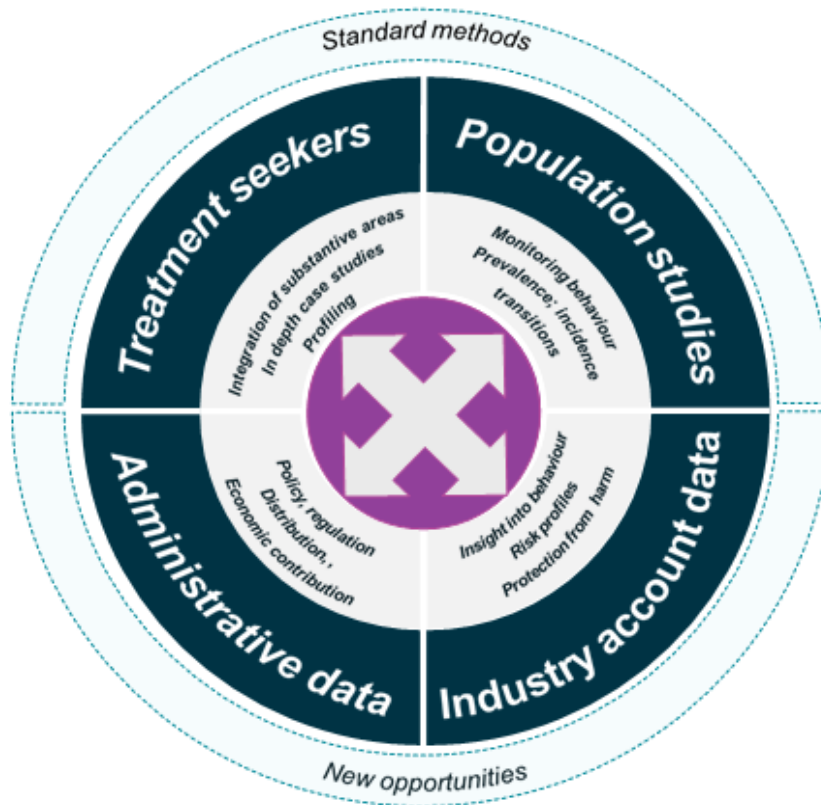 Standard methods
Treatment seekers
Integration of substantive areas
In depth case studies
Profiling
Population studies
Monitoring behaviour
Prevalence; incidence
transitions
Administrative data
Policy, regulation
Distribution, ,
Economic contribution
Industry account data
Insight into behaviour
Risk profiles
Protection from harm
New opportunities